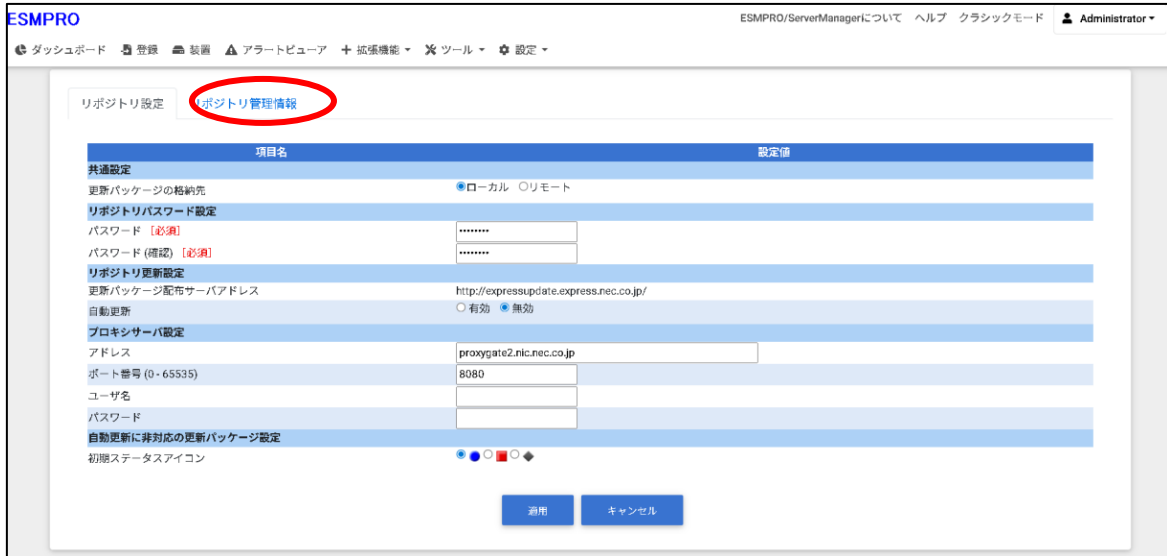 ESMPRO
ESMPRO/ServerManagerについて ヘルプ クラシックモード Administrator
ダッシュボード 登録 装置 アラートビューア 拡張機能 ツール 設定
リポジトリ設定 リポジトリ管理情報
項目名 設定値
共通設定
更新パッケージの格納先 ローカル リモート
リポジトリパスワード設定
パスワード [必須] ••••••••
パスワード (確認) [必須] ••••••••
リポジトリ更新設定
更新パッケージ配布サーバアドレス http://expressupdate.express.nec.co.jp/
自動更新 有効 無効
プロキシサーバ設定
アドレス proxygate2.nic.nec.co.jp
ポート番号 (0 - 65535) 8080
ユーザ名
パスワード
自動更新に非対応の更新パッケージ設定
初期ステータスアイコン
適用 キャンセル